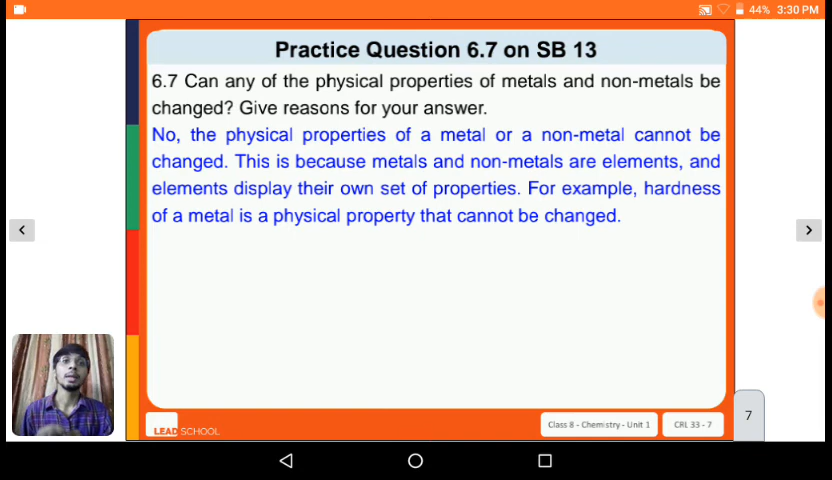 44% 3:30 PM
Practice Question 6.7 on SB 13
6.7 Can any of the physical properties of metals and non-metals be
changed? Give reasons for your answer.
No, the physical properties of a metal or a non-metal cannot be
changed. This is because metals and non-metals are elements, and
elements display their own set of properties. For example, hardness
of a metal is a physical property that cannot be changed.
LEAD SCHOOL
Class 8 - Chemistry - Unit 1
CRL 33 - 7
7